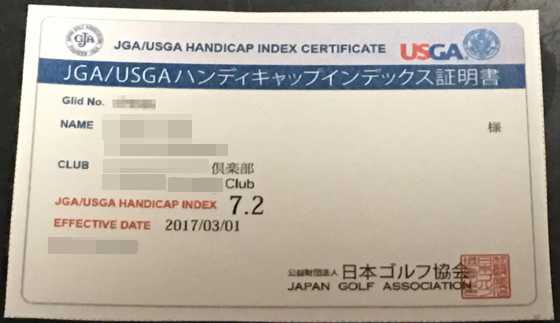 JGA
JGA/USGA HANDICAP INDEX CERTIFICATE
USGA
JGA/USGAハンディキャップインデックス証明書
Glid No.
NAME
様
CLUB
倶楽部
Club
JGA/USGA HANDICAP INDEX 7.2
EFFECTIVE DATE 2017/03/01
公益財団法人 日本ゴルフ協会
JAPAN GOLF ASSOCIATION